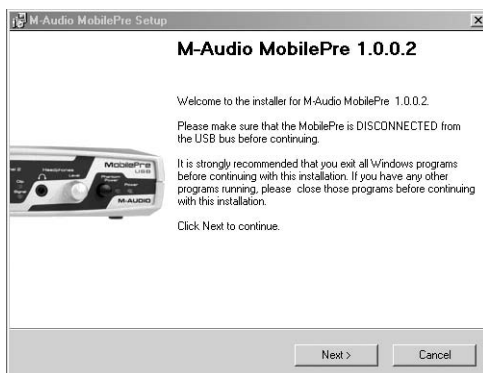 M-Audio MobilePre Setup
M-Audio MobilePre 1.0.0.2
Welcome to the installer for M-Audio MobilePre 1.0.0.2.
Please make sure that the MobilePre is DISCONNECTED from
the USB bus before continuing.
It is strongly recommended that you exit all Windows programs
before continuing with this installation. If you have any other
programs running, please close those programs before continuing
with this installation.
Click Next to continue.
MobilePre
USB
Headphones
Level
Phantom
Power
Power
Signal
M-AUDIO
Next >
Cancel